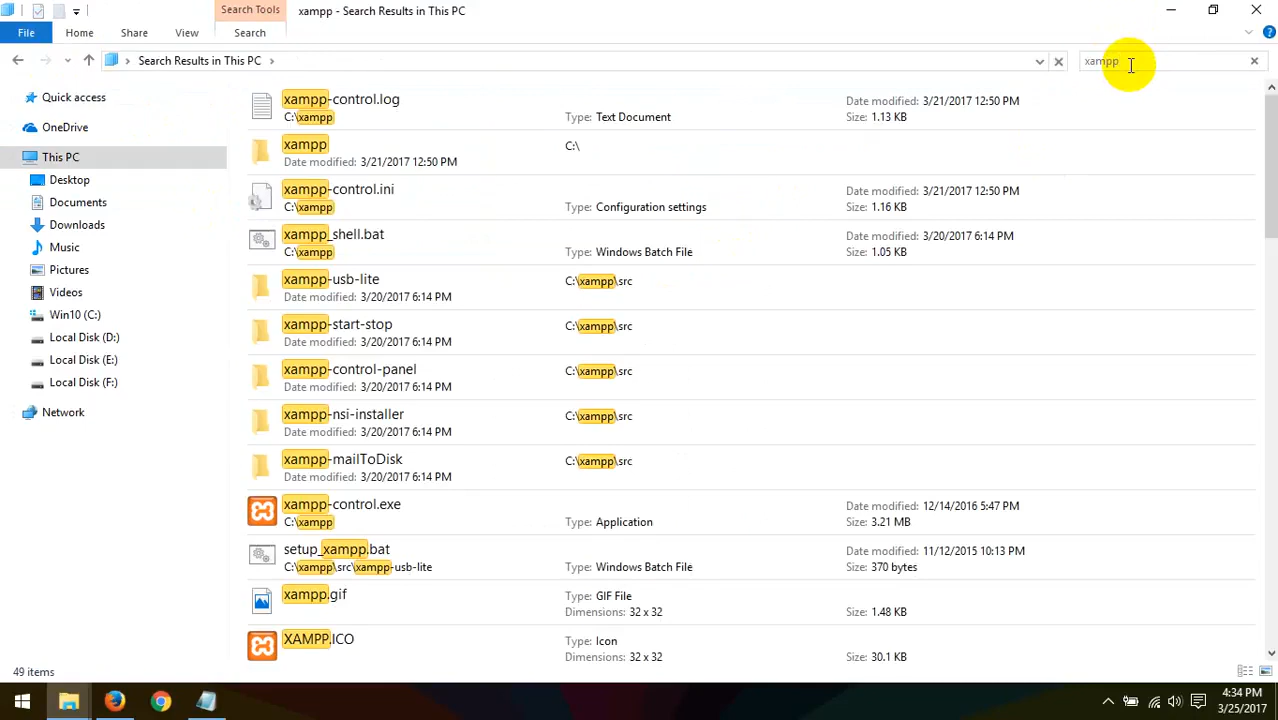 Search Tools
xampp - Search Results in This PC
File
Home
Share
View
Search
Search Results in This PC
xampp
Quick access
OneDrive
This PC
Desktop
Documents
Downloads
Music
Pictures
Videos
Win10 (C:)
Local Disk (D:)
Local Disk (E:)
Local Disk (F:)
Network
xampp-control.log
C:\xampp
Type: Text Document
Date modified: 3/21/2017 12:50 PM
Size: 1.13 KB
xampp
Date modified: 3/21/2017 12:50 PM
C:\
xampp-control.ini
C:\xampp
Type: Configuration settings
Date modified: 3/21/2017 12:50 PM
Size: 1.16 KB
xampp_shell.bat
C:\xampp
Type: Windows Batch File
Date modified: 3/20/2017 6:14 PM
Size: 1.05 KB
xampp-usb-lite
Date modified: 3/20/2017 6:14 PM
C:\xampp\src
xampp-start-stop
Date modified: 3/20/2017 6:14 PM
C:\xampp\src
xampp-control-panel
Date modified: 3/20/2017 6:14 PM
C:\xampp\src
xampp-nsi-installer
Date modified: 3/20/2017 6:14 PM
C:\xampp\src
xampp-mailToDisk
Date modified: 3/20/2017 6:14 PM
C:\xampp\src
xampp-control.exe
C:\xampp
Type: Application
Date modified: 12/14/2016 5:47 PM
Size: 3.21 MB
setup_xampp.bat
C:\xampp\src\xampp-usb-lite
Type: Windows Batch File
Date modified: 11/12/2015 10:13 PM
Size: 370 bytes
xampp.gif
Type: GIF File
Dimensions: 32 x 32
Size: 1.48 KB
XAMPP.ICO
Type: Icon
Dimensions: 32 x 32
Size: 30.1 KB
49 items
4:34 PM
3/25/2017